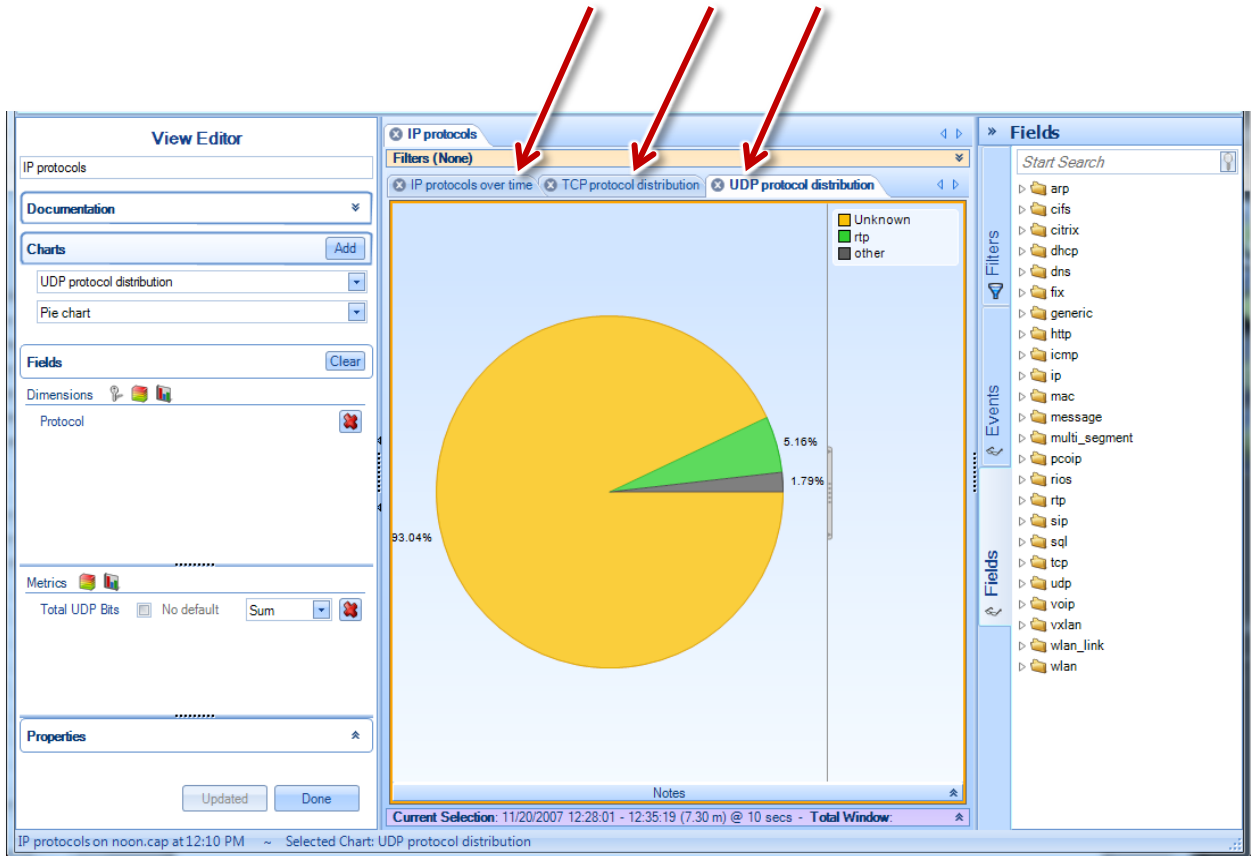 View Editor
IP protocols
Documentation
Charts
Add
UDP protocol distribution
Pie chart
Fields
Clear
Dimensions
Protocol
Metrics
Total UDP Bits
No default
Sum
Properties
Updated
Done
IP protocols
Filters (None)
IP protocols over time
TCP protocol distribution
UDP protocol distribution
Unknown
rtp
other
5.16%
1.79%
93.04%
Notes
Current Selection: 11/20/2007 12:28:01 - 12:35:19 (7.30 m) @ 10 secs - Total Window:
Filters
Events
Fields
» Fields
Start Search
arp
cifs
citrix
dhcp
dns
fix
generic
http
icmp
ip
mac
message
multi_segment
pcoip
rios
rtp
sip
sql
tcp
udp
voip
vxlan
wlan_link
wlan
IP protocols on noon.cap at 12:10 PM ~ Selected Chart: UDP protocol distribution